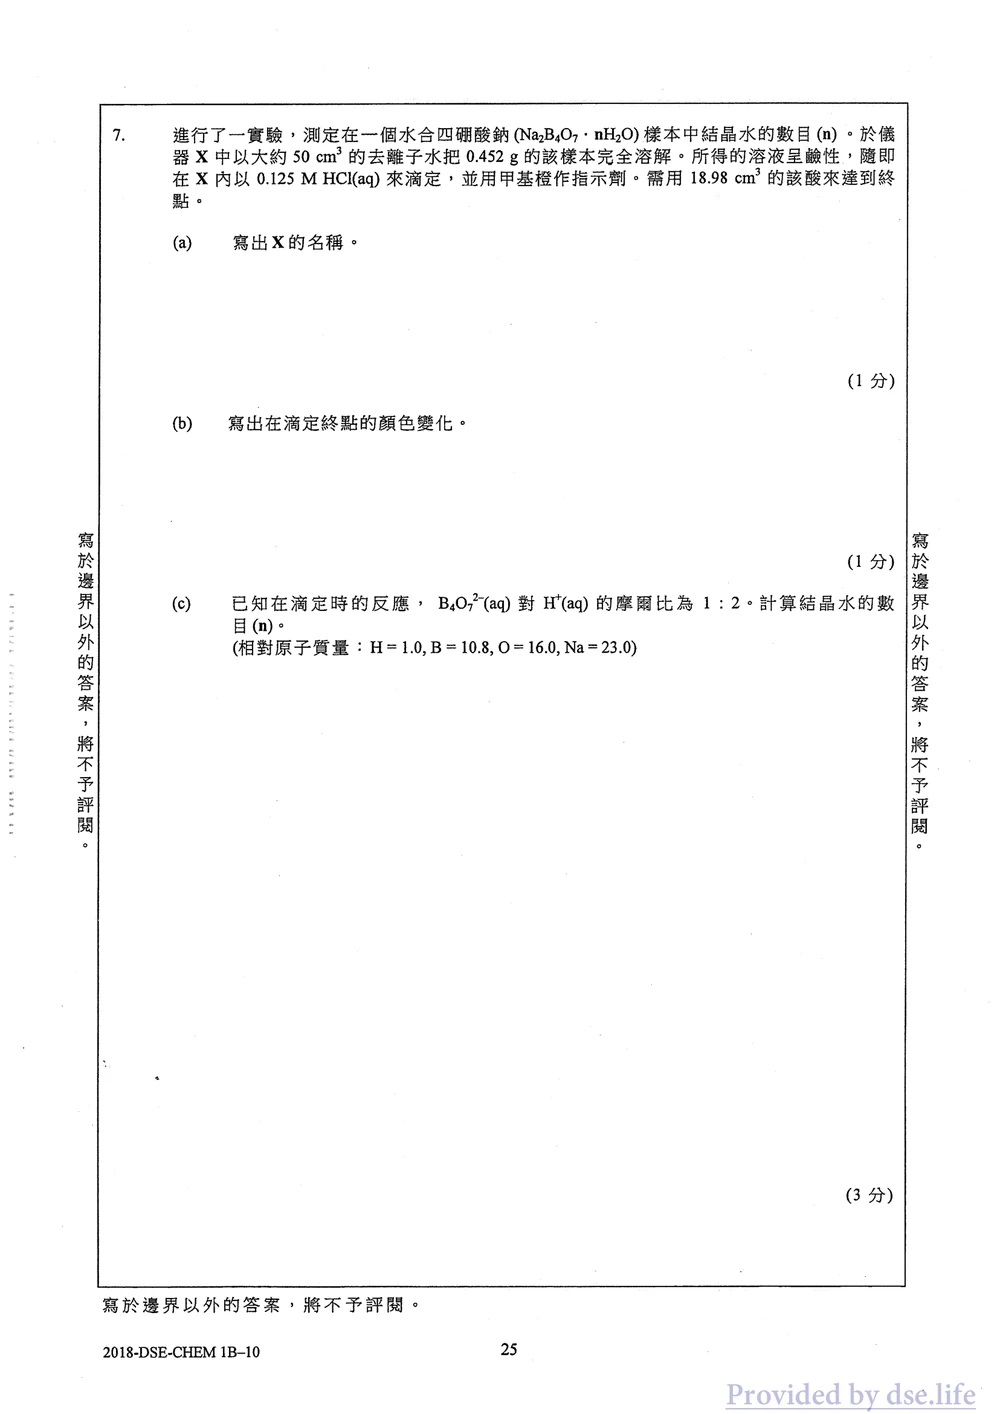 7. 進行了一實驗，測定在一個水合四硼酸鈉 (Na₂B₄O₇ · nH₂O) 樣本中結晶水的數目 (n) 。於儀
器 X 中以大約 50 cm³ 的去離子水把 0.452 g 的該樣本完全溶解。所得的溶液呈鹼性，隨即
在 X 內以 0.125 M HCl(aq) 來滴定，並用甲基橙作指示劑。需用 18.98 cm³ 的該酸來達到終
點。
(a) 寫出 X 的名稱。
(1 分)
(b) 寫出在滴定終點的顏色變化。
(1 分)
(c) 已知在滴定時的反應， B₄O₇²⁻(aq) 對 H⁺(aq) 的摩爾比為 1 : 2。計算結晶水的數
目 (n)。
(相對原子質量：H = 1.0, B = 10.8, O = 16.0, Na = 23.0)
(3 分)
寫於邊界以外的答案，將不予評閱。
寫於邊界以外的答案，將不予評閱。
寫於邊界以外的答案，將不予評閱。
2018-DSE-CHEM 1B–10
25
Provided by dse.life